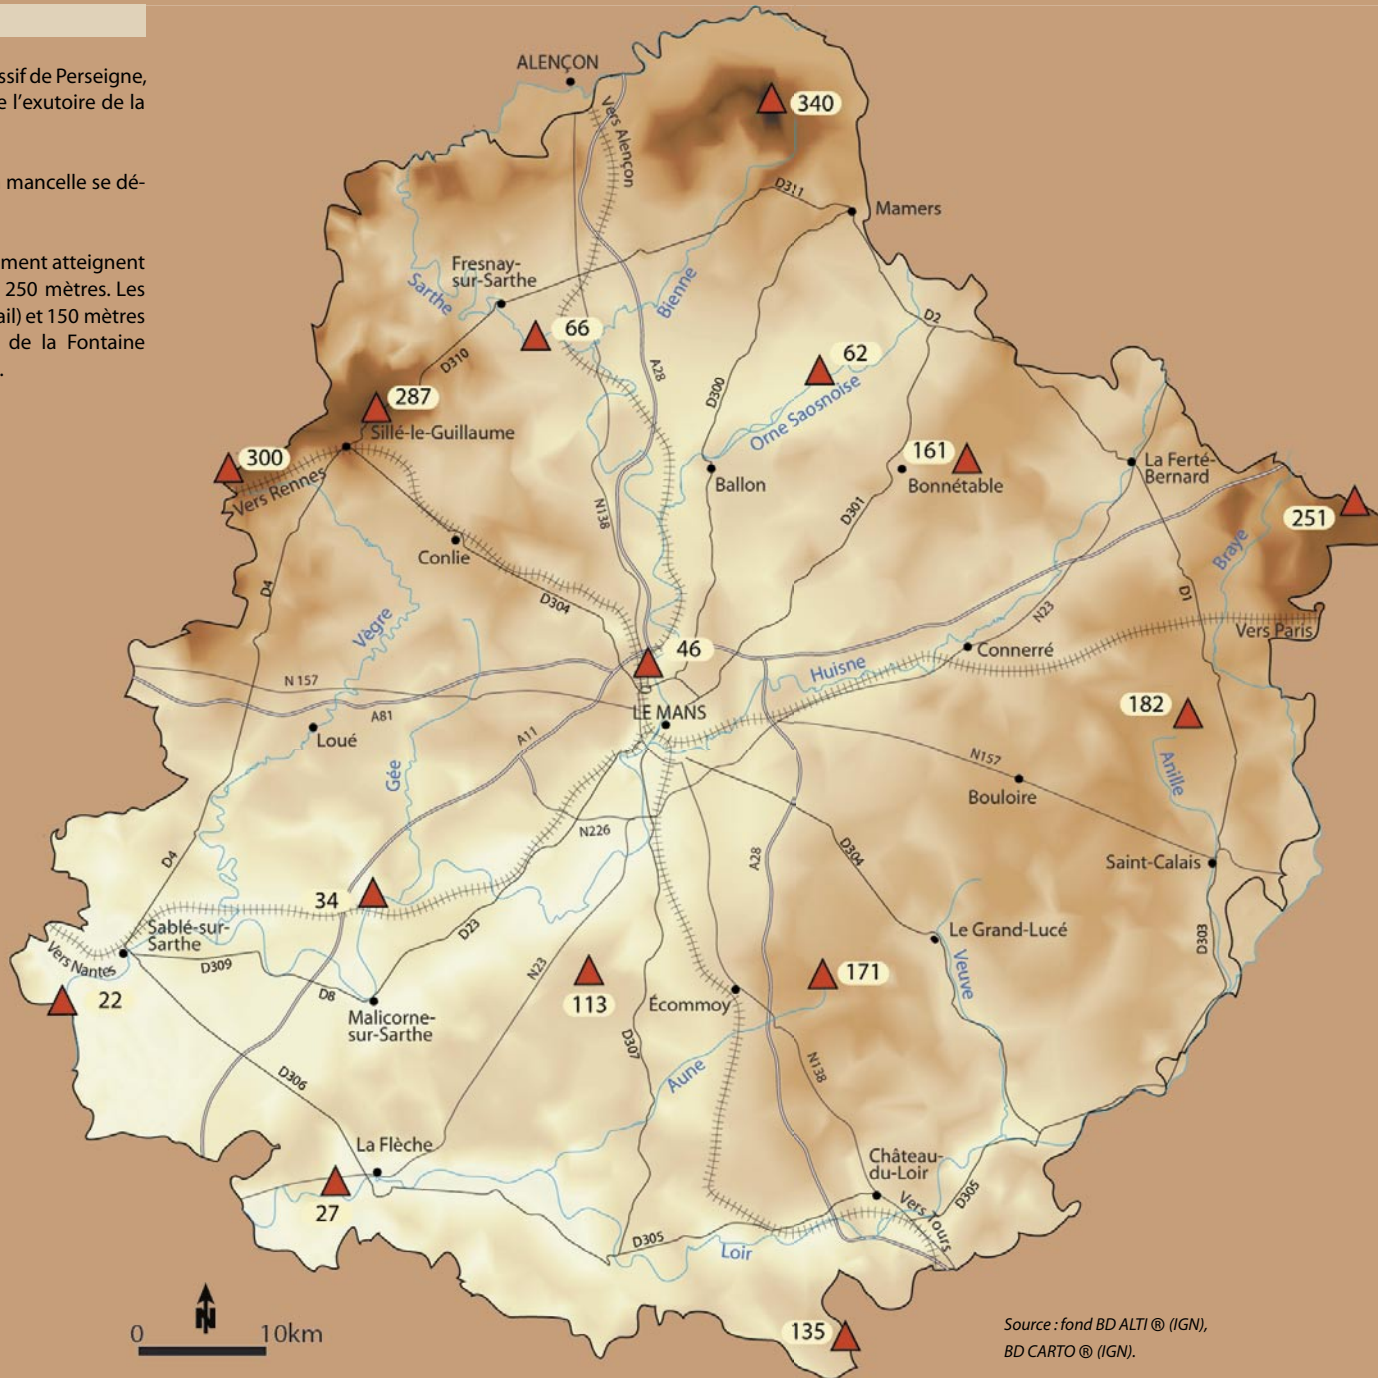 ssif de Perseigne,
e l'exutoire de la
mancelle se dé-
ment atteignent
250 mètres. Les
ail) et 150 mètres
de la Fontaine
.
ALENÇON
340
Vers Alençon
D311
Mamers
Fresnay-
sur-Sarthe
Sarthe
Bienne
66
D2
D310
A28
62
D300
Orne Saosnoise
287
Sillé-le-Guillaume
300
Vers Rennes
161
Bonnétable
La Ferté-
Bernard
Ballon
N138
D301
251
Braye
Conlie
D4
D304
D1
N23
Vègre
Vers Paris
46
Connerré
Huisne
N 157
182
A81
LE MANS
Loué
A11
N157
Anille
Gée
Bouloire
N226
D4
A28
D304
Saint-Calais
34
Sablé-sur-
Sarthe
D23
Le Grand-Lucé
D303
Vers Nantes
D309
N23
Veuve
22
D8
113
171
Écommoy
Malicorne-
sur-Sarthe
D307
D306
Aune
N138
La Flèche
Château-
du-Loir
27
Vers Tours
D305
D305
Loir
N
0 10km
135
Source : fond BD ALTI ® (IGN),
BD CARTO ® (IGN).